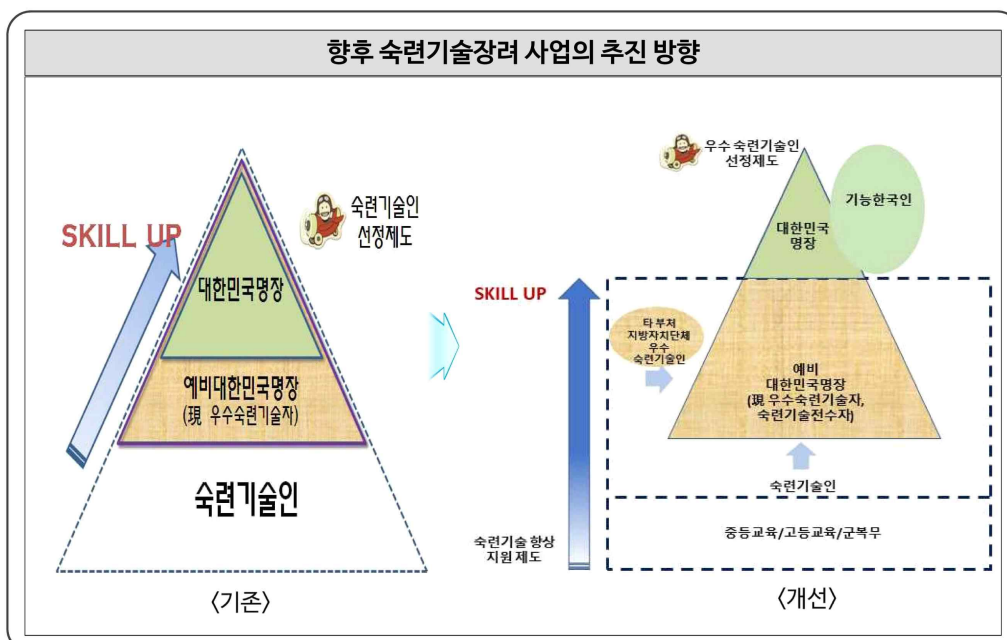 향후 숙련기술장려 사업의 추진 방향
SKILL UP
숙련기술인
선정제도
대한민국명장
예비대한민국명장
(現 우수숙련기술자)
숙련기술인
〈기존〉
우수 숙련기술인
선정제도
기능한국인
대한민국
명장
SKILL UP
타 부처
지방자치단체
우수
숙련기술인
예비
대한민국명장
(現 우수숙련기술자,
숙련기술전수자)
숙련기술인
숙련기술 향상
지원 제도
중등교육/고등교육/군복무
〈개선〉